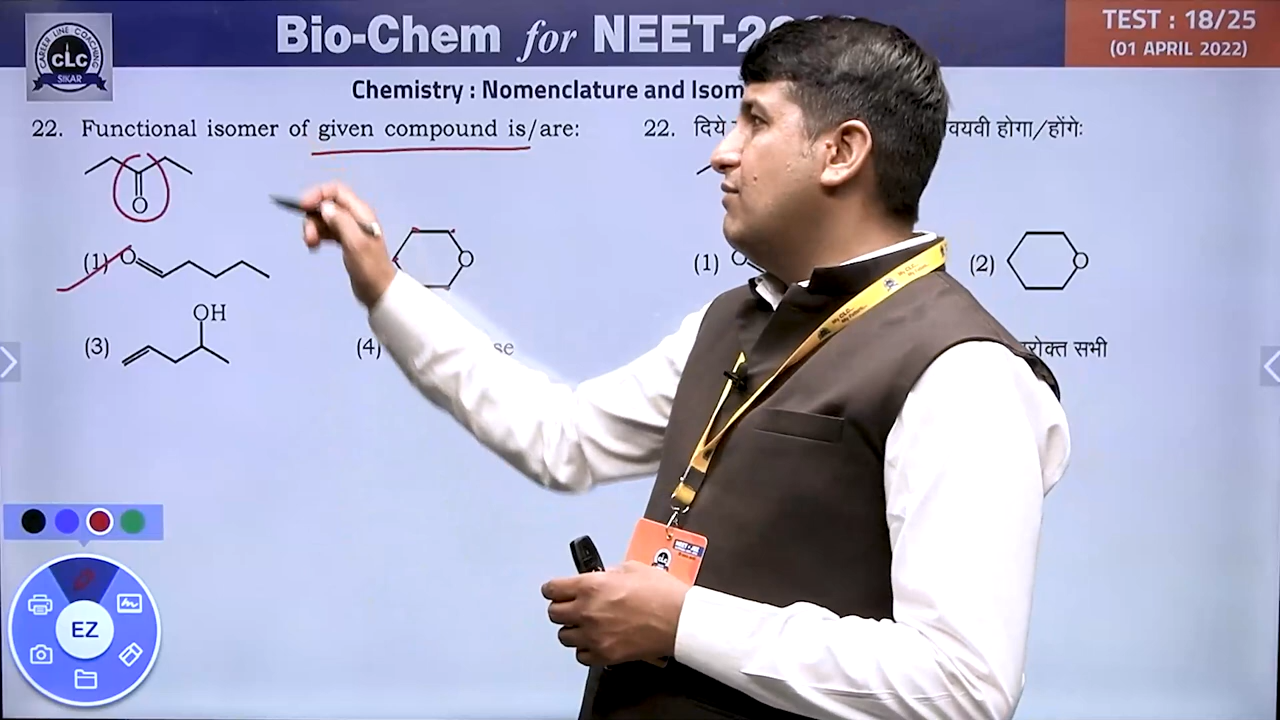 CAREER LINE COACHING
CLC
SIKAR
Bio-Chem for NEET-2
TEST : 18/25
(01 APRIL 2022)
Chemistry : Nomenclature and Isom
22. Functional isomer of given compound is/are:
O
(1) O
O
(3) OH
(4) se
22. दिये वयवी होगा/होंगेः
(1) O
(2) O
रोक्त सभी
EZ